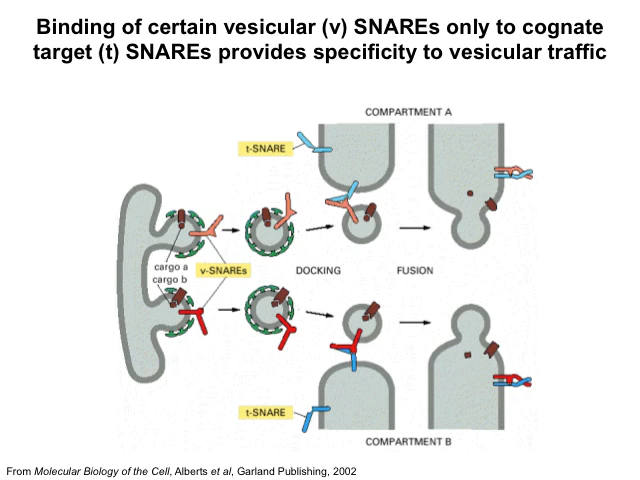 Binding of certain vesicular (v) SNAREs only to cognate
target (t) SNAREs provides specificity to vesicular traffic
COMPARTMENT A
t-SNARE
cargo a
cargo b
v-SNAREs
DOCKING
FUSION
t-SNARE
COMPARTMENT B
From Molecular Biology of the Cell, Alberts et al, Garland Publishing, 2002